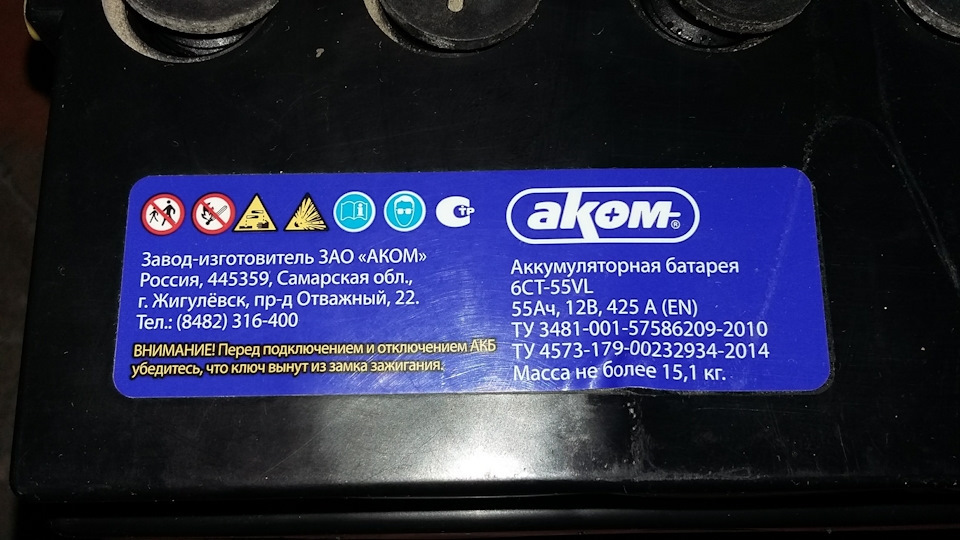 Завод-изготовитель ЗАО «АКОМ»
Россия, 445359, Самарская обл.,
г. Жигулёвск, пр-д Отважный, 22.
Тел.: (8482) 316-400
ВНИМАНИЕ! Перед подключением и отключением АКБ
убедитесь, что ключ вынут из замка зажигания.
аком ®
Аккумуляторная батарея
6СТ-55VL
55Ач, 12В, 425 А (EN)
ТУ 3481-001-57586209-2010
ТУ 4573-179-00232934-2014
Масса не более 15,1 кг.